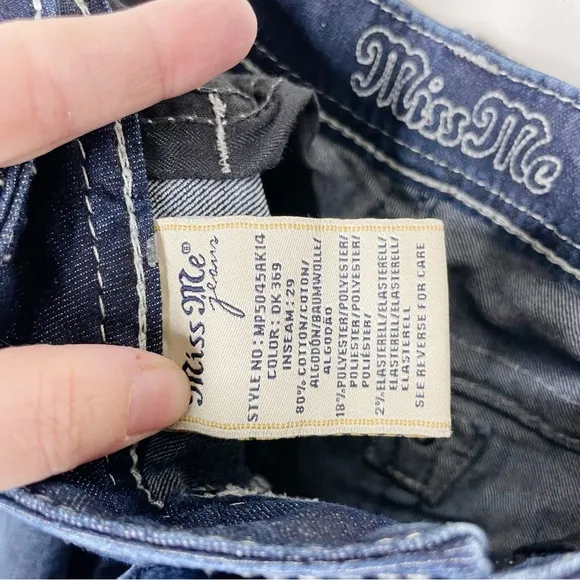 Miss Me
Miss Me®
jeans
STYLE NO: MP5045AK14
COLOR: DK 369
INSEAM: 29
80% COTTON/COTTON/
ALGODÓN/BAUMWOLLE/
ALGODÃO
18%POLYESTER/POLYESTER/
POLIESTER/POLYESTER/
POLIÉSTER/
2%ELASTERELL/ELASTERELL/
ELASTERELL/ELASTERELL/
ELASTERELL
SEE REVERSE FOR CARE